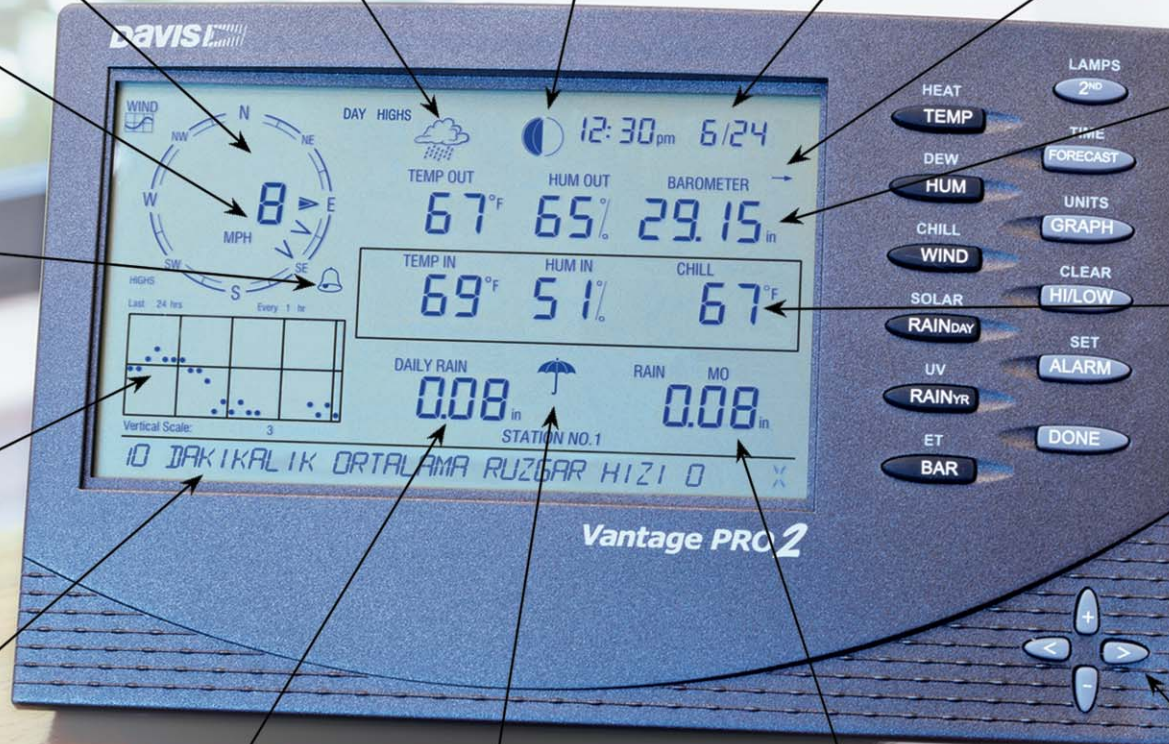 DAVIS
WIND
N
NW
NE
W
E
SW
SE
S
8
MPH
HIGHS
DAY HIGHS
12:30pm 6/24
TEMP OUT HUM OUT BAROMETER
67°F 65% 29.15in
TEMP IN HUM IN CHILL
69°F 51% 67°F
Last 24 hrs Every 1 hr
Vertical Scale: 3
DAILY RAIN RAIN MO
0.08in 0.08in
STATION NO.1
10 DAKIKALIK ORTALAMA RUZGAR HIZI 0
Vantage PRO2
HEAT
TEMP
DEW
HUM
CHILL
WIND
SOLAR
RAINDAY
UV
RAINYR
ET
BAR
LAMPS
2ND
TIME
FORECAST
UNITS
GRAPH
CLEAR
HI/LOW
SET
ALARM
DONE
+
< >
-